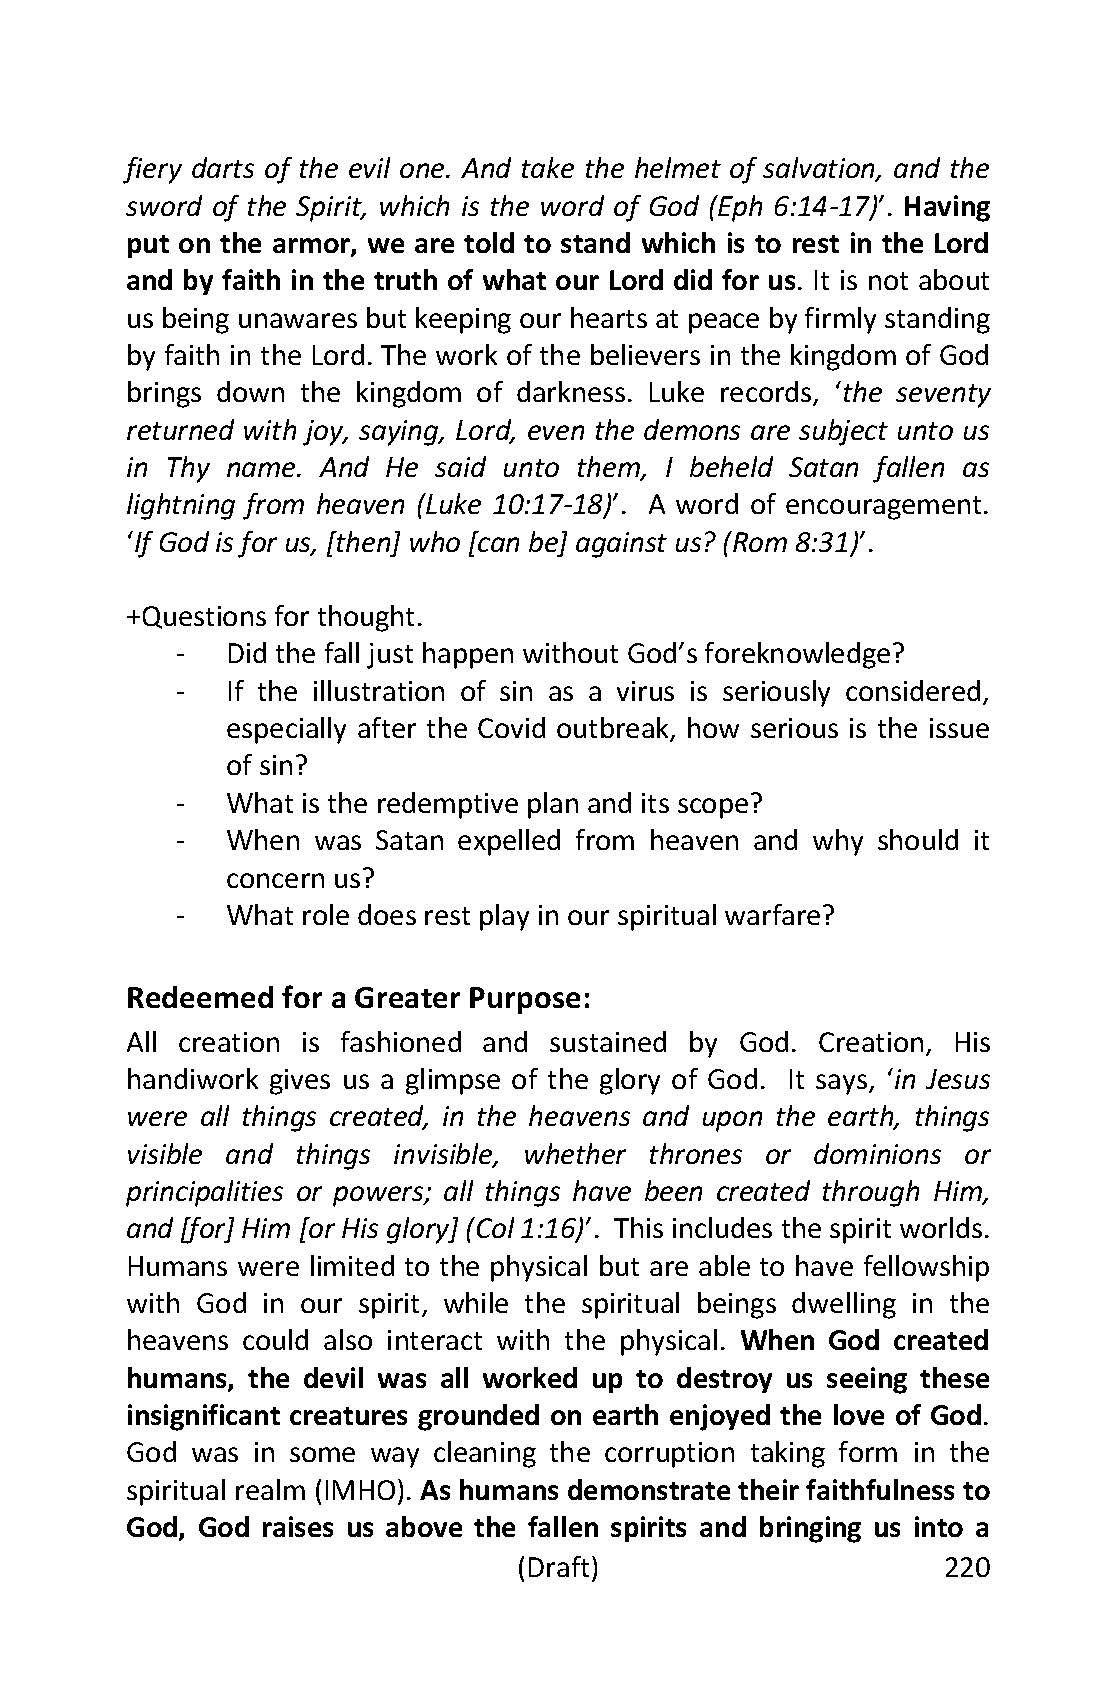 fiery darts of the evil one. And take the helmet of salvation, and the
sword of the Spirit, which is the word of God (Eph 6:14-17)’. Having
put on the armor, we are told to stand which is to rest in the Lord
and by faith in the truth of what our Lord did for us. It is not about
us being unawares but keeping our hearts at peace by firmly standing
by faith in the Lord. The work of the believers in the kingdom of God
brings down the kingdom of darkness. Luke records, ‘the seventy
returned with joy, saying, Lord, even the demons are subject unto us
in Thy name. And He said unto them, I beheld Satan fallen as
lightning from heaven (Luke 10:17-18)’. A word of encouragement.
‘If God is for us, [then] who [can be] against us? (Rom 8:31)’.
+Questions for thought.
- Did the fall just happen without God’s foreknowledge?
- If the illustration of sin as a virus is seriously considered,
especially after the Covid outbreak, how serious is the issue
of sin?
- What is the redemptive plan and its scope?
- When was Satan expelled from heaven and why should it
concern us?
- What role does rest play in our spiritual warfare?
Redeemed for a Greater Purpose:
All creation is fashioned and sustained by God. Creation, His
handiwork gives us a glimpse of the glory of God. It says, ‘in Jesus
were all things created, in the heavens and upon the earth, things
visible and things invisible, whether thrones or dominions or
principalities or powers; all things have been created through Him,
and [for] Him [or His glory] (Col 1:16)’. This includes the spirit worlds.
Humans were limited to the physical but are able to have fellowship
with God in our spirit, while the spiritual beings dwelling in the
heavens could also interact with the physical. When God created
humans, the devil was all worked up to destroy us seeing these
insignificant creatures grounded on earth enjoyed the love of God.
God was in some way cleaning the corruption taking form in the
spiritual realm (IMHO). As humans demonstrate their faithfulness to
God, God raises us above the fallen spirits and bringing us into a
(Draft) 220